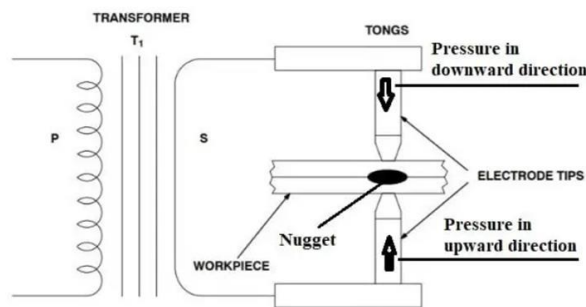 TRANSFORMER
T1
TONGS
Pressure in
downward direction
P
S
ELECTRODE TIPS
Nugget
WORKPIECE
Pressure in
upward direction